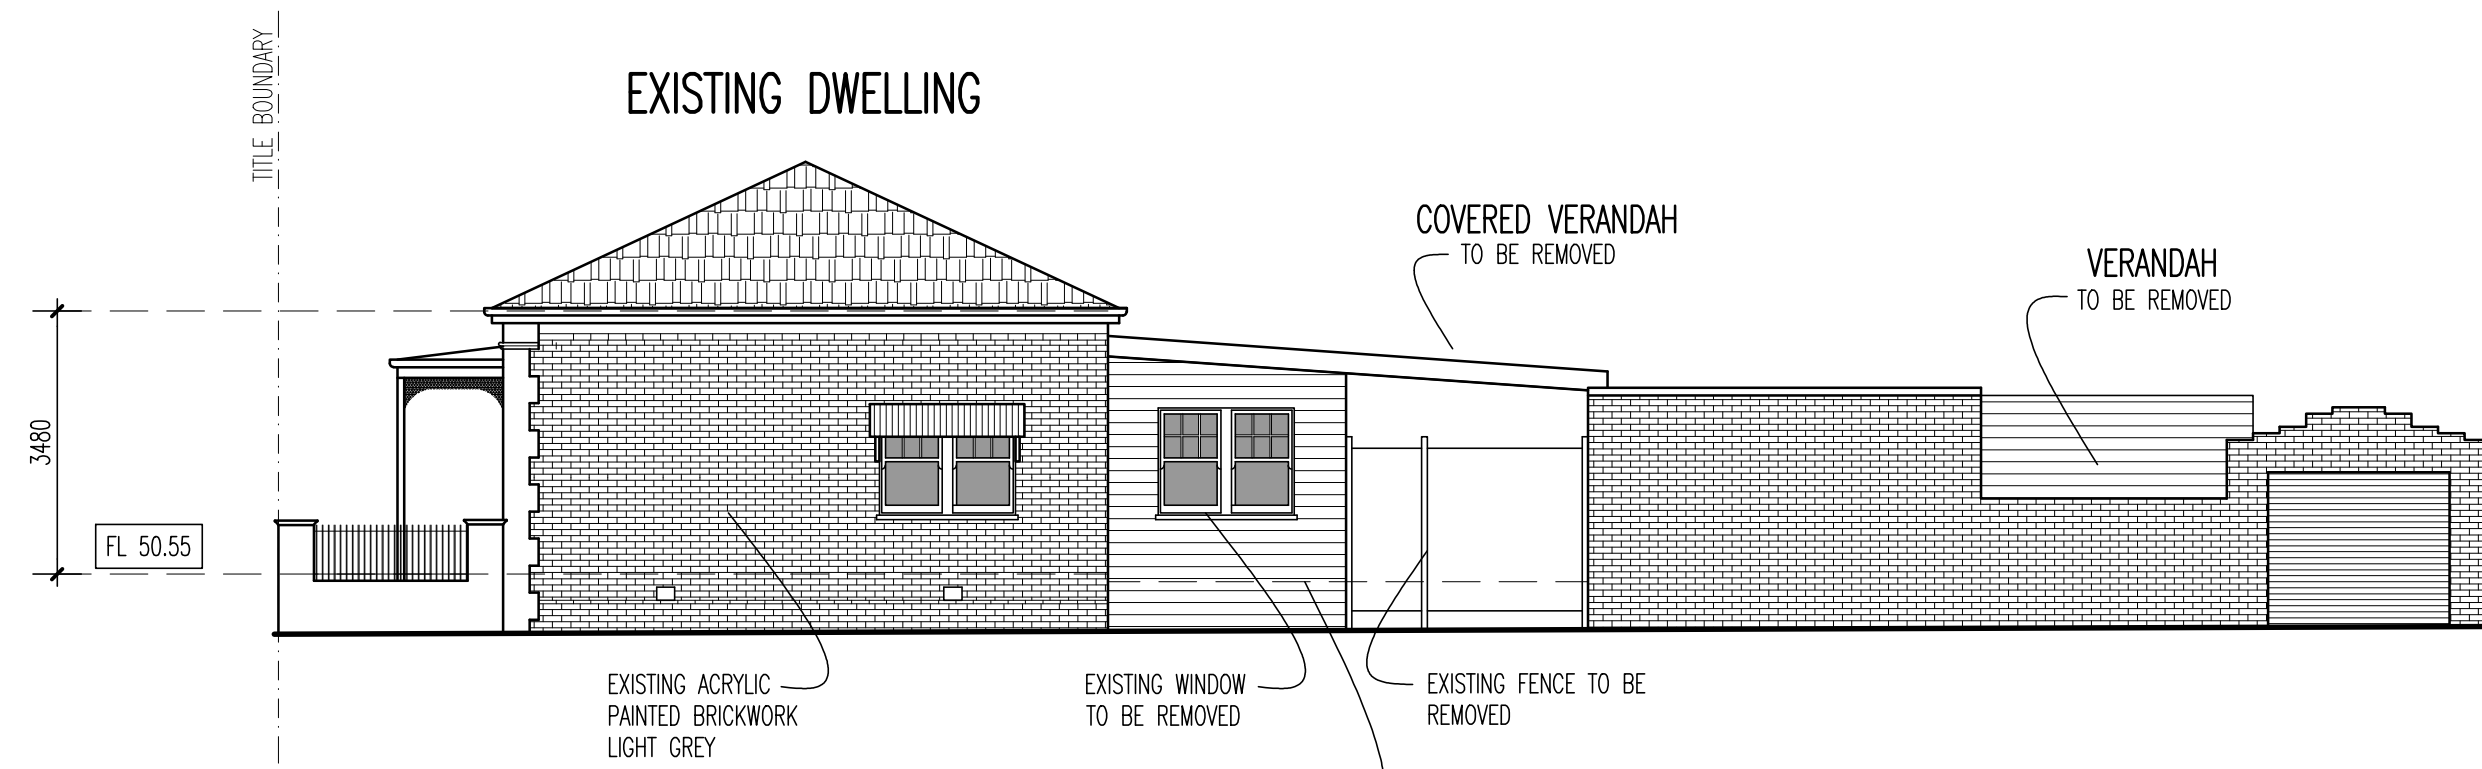 TITLE BOUNDARY
EXISTING DWELLING
COVERED VERANDAH
TO BE REMOVED
VERANDAH
TO BE REMOVED
3480
FL 50.55
EXISTING ACRYLIC
PAINTED BRICKWORK
LIGHT GREY
EXISTING WINDOW
TO BE REMOVED
EXISTING FENCE TO BE
REMOVED